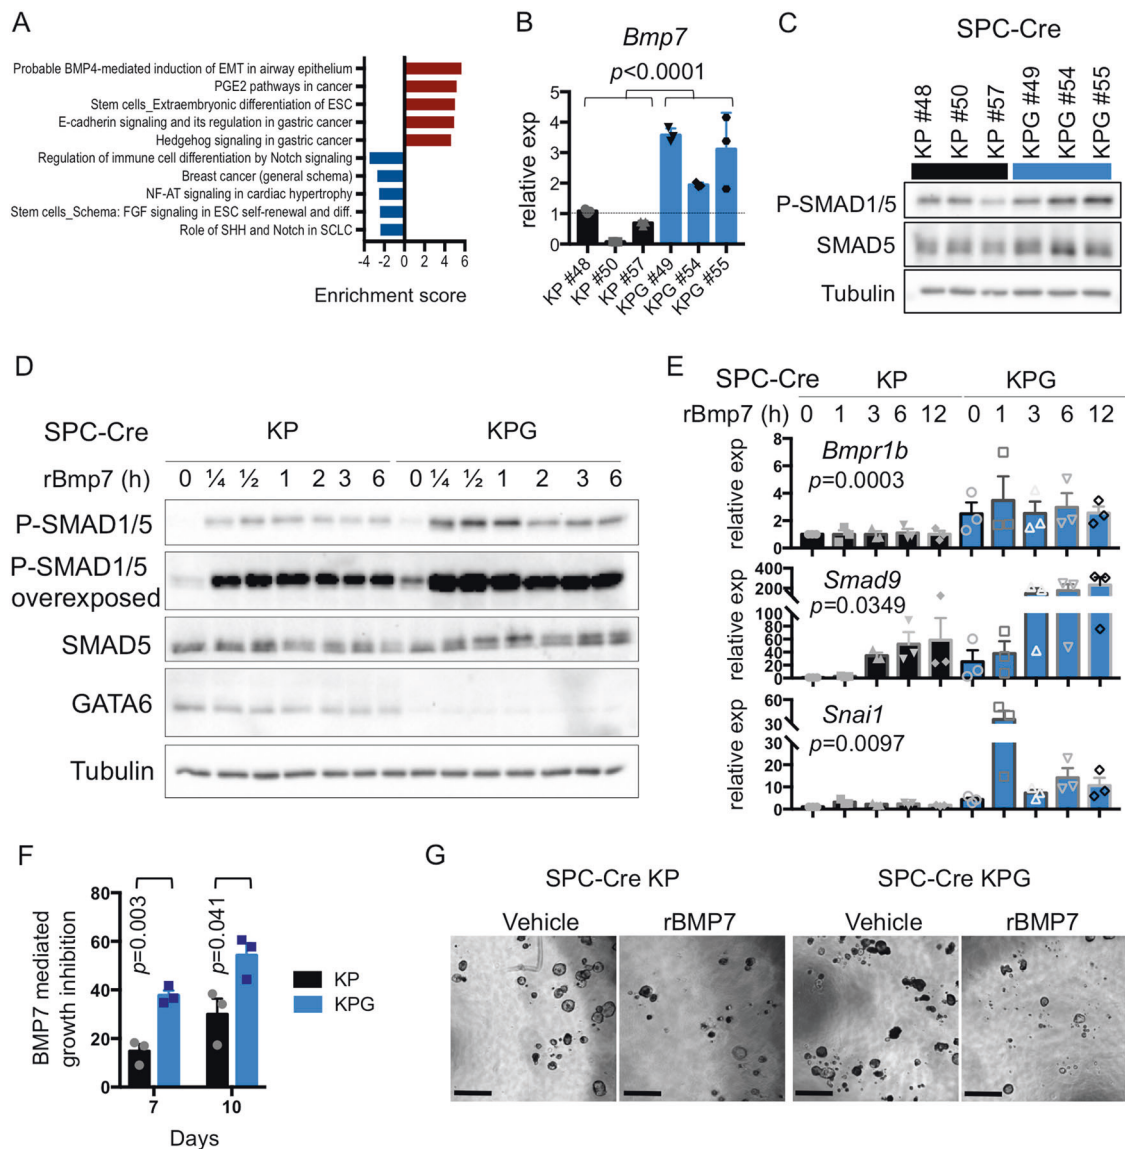 A
Probable BMP4-mediated induction of EMT in airway epithelium
PGE2 pathways in cancer
Stem cells_Extraembryonic differentiation of ESC
E-cadherin signaling and its regulation in gastric cancer
Hedgehog signaling in gastric cancer
Regulation of immune cell differentiation by Notch signaling
Breast cancer (general schema)
NF-AT signaling in cardiac hypertrophy
Stem cells_Schema: FGF signaling in ESC self-renewal and diff.
Role of SHH and Notch in SCLC
-4 -2 0 2 4 6
Enrichment score
B
Bmp7
p<0.0001
relative exp
5
4
3
2
1
0
KP #48
KP #50
KP #57
KPG #49
KPG #54
KPG #55
C
SPC-Cre
KP #48
KP #50
KP #57
KPG #49
KPG #54
KPG #55
P-SMAD1/5
SMAD5
Tubulin
D
SPC-Cre KP KPG
rBmp7 (h) 0 ¼ ½ 1 2 3 6 0 ¼ ½ 1 2 3 6
P-SMAD1/5
P-SMAD1/5
overexposed
SMAD5
GATA6
Tubulin
E
SPC-Cre KP KPG
rBmp7 (h) 0 1 3 6 12 0 1 3 6 12
Bmpr1b
p=0.0003
relative exp
8
6
4
2
0
Smad9
p=0.0349
relative exp
400
200
100
80
60
40
20
0
Snai1
p=0.0097
relative exp
60
30
30
20
10
0
F
BMP7 mediated
growth inhibition
80
60
40
20
0
p=0.003
p=0.041
7 10
Days
KP
KPG
G
SPC-Cre KP SPC-Cre KPG
Vehicle rBMP7 Vehicle rBMP7